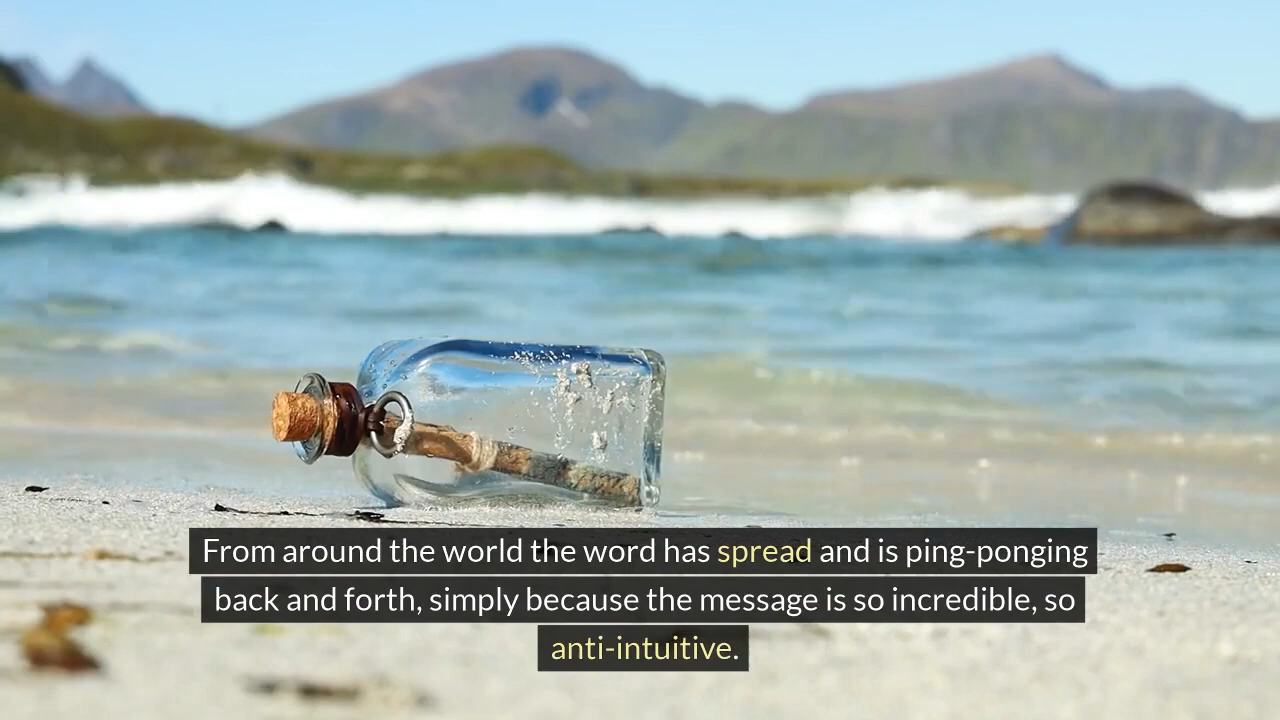 From around the world the word has spread and is ping-ponging
back and forth, simply because the message is so incredible, so
anti-intuitive.